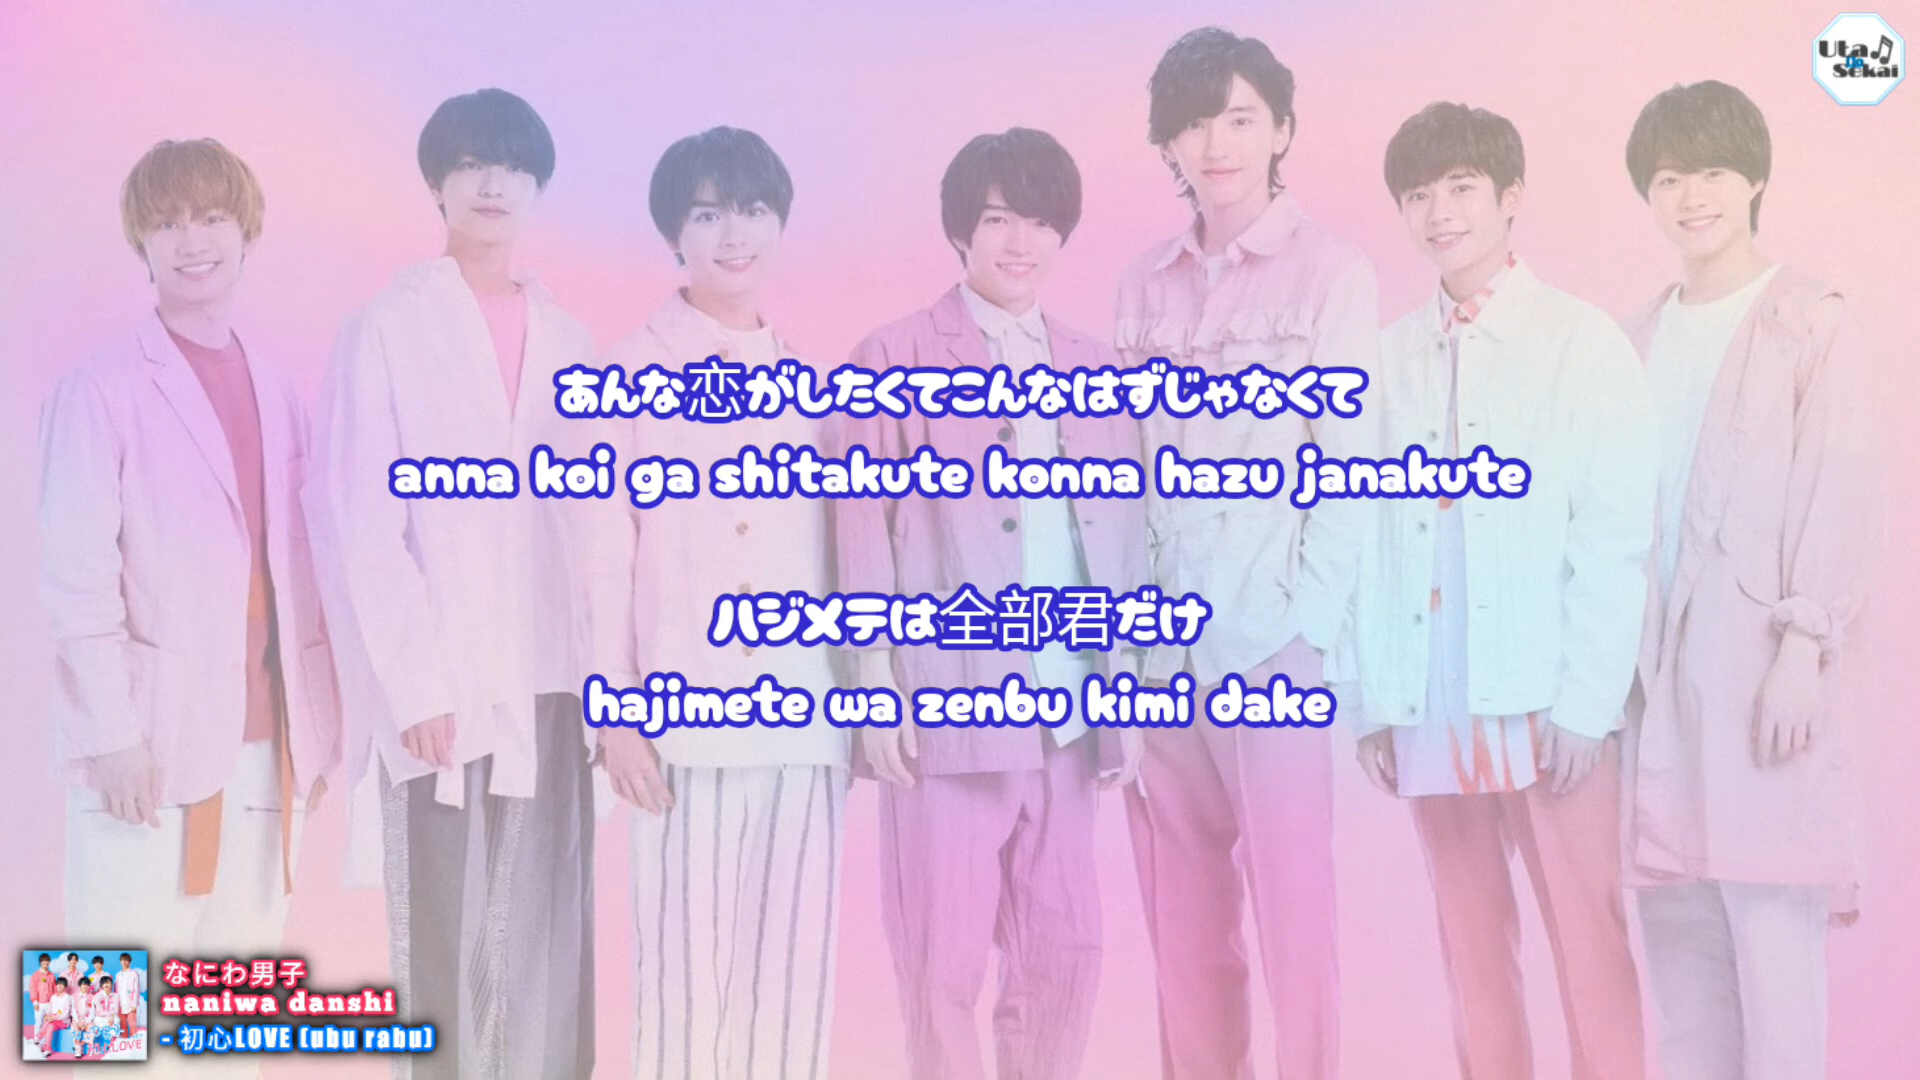 Uta
No
Sekai
あんな恋がしたくてこんなはずじゃなくて
anna koi ga shitakute konna hazu janakute
ハジメテは全部君だけ
hajimete wa zenbu kimi dake
なにわ男子
naniwa danshi
- 初心LOVE (ubu rabu)
LOVE